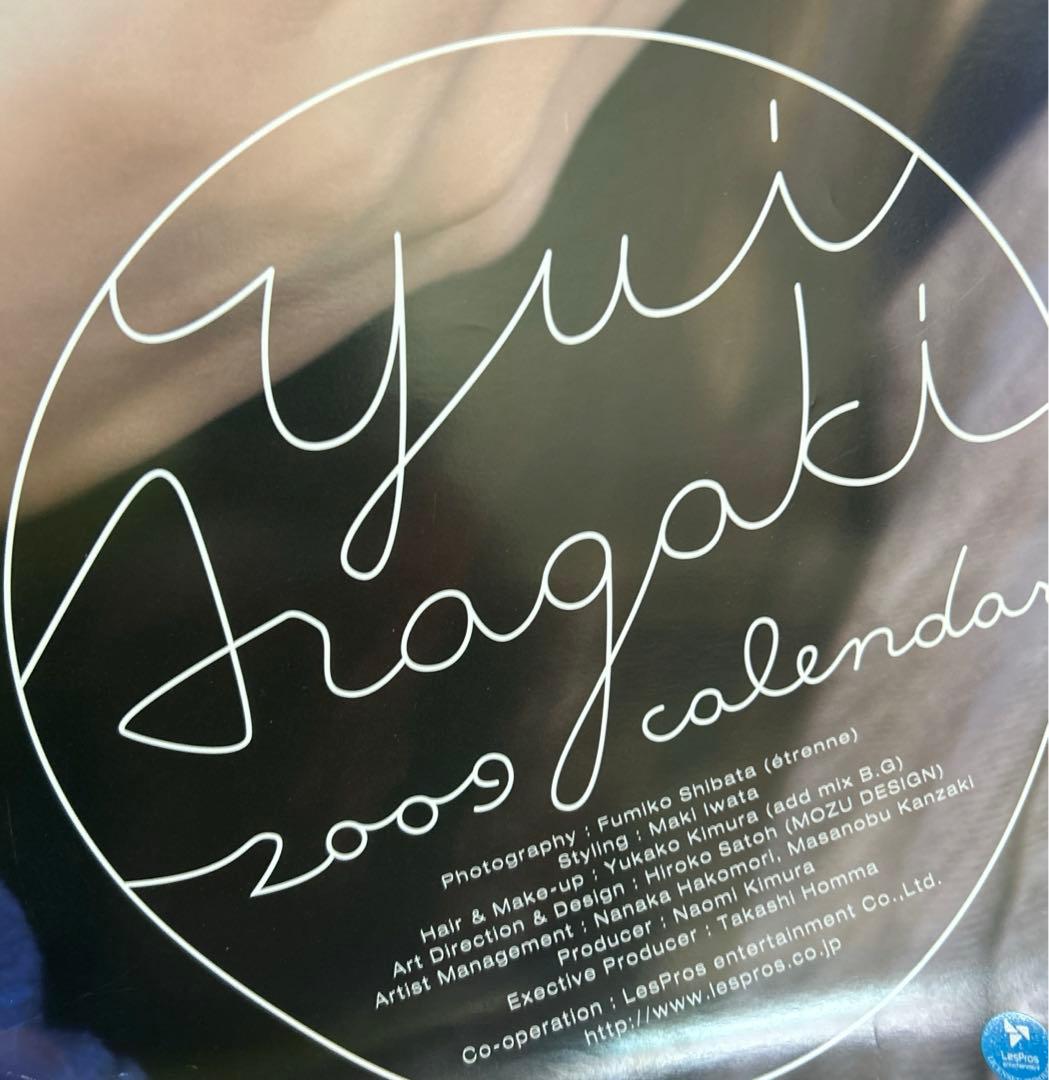 yui
Aragaki
2009 calendar
Photography : Fumiko Shibata (étrenne)
Styling : Maki Iwata
Hair & Make-up : Yukako Kimura (add mix B.G)
Art Direction & Design : Hiroko Satoh (MOZU DESIGN)
Artist Management : Nanaka Hakomori, Masanobu Kanzaki
Producer : Naomi Kimura
Exective Producer : Takashi Homma
Co-operation : LesPros entertainment Co.,Ltd.
http://www.lespros.co.jp
LesPros
entertainment